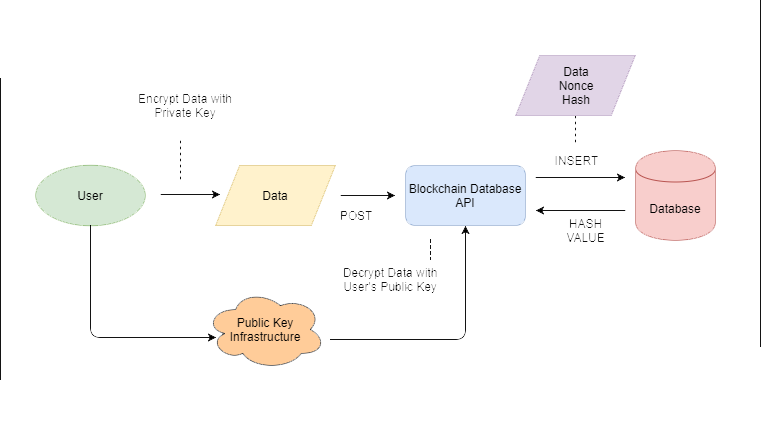 Data
Nonce
Hash
Encrypt Data with
Private Key
User
Data
POST
Blockchain Database
API
INSERT
HASH
VALUE
Database
Decrypt Data with
User's Public Key
Public Key
Infrastructure